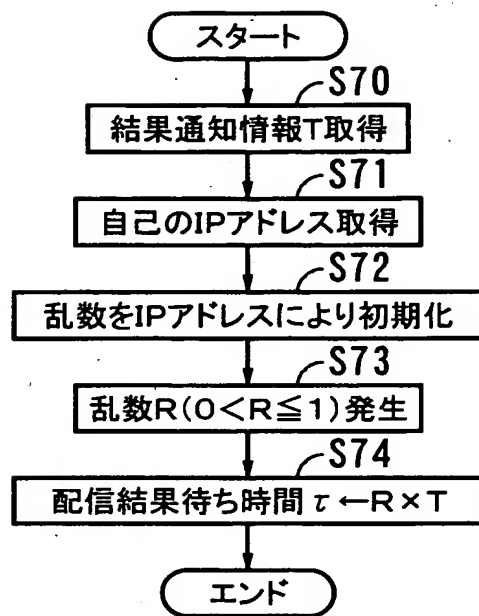 スタート
S70
結果通知情報T取得
S71
自己のIPアドレス取得
S72
乱数をIPアドレスにより初期化
S73
乱数R(0<R≦1)発生
S74
配信結果待ち時間 τ←R×T
エンド